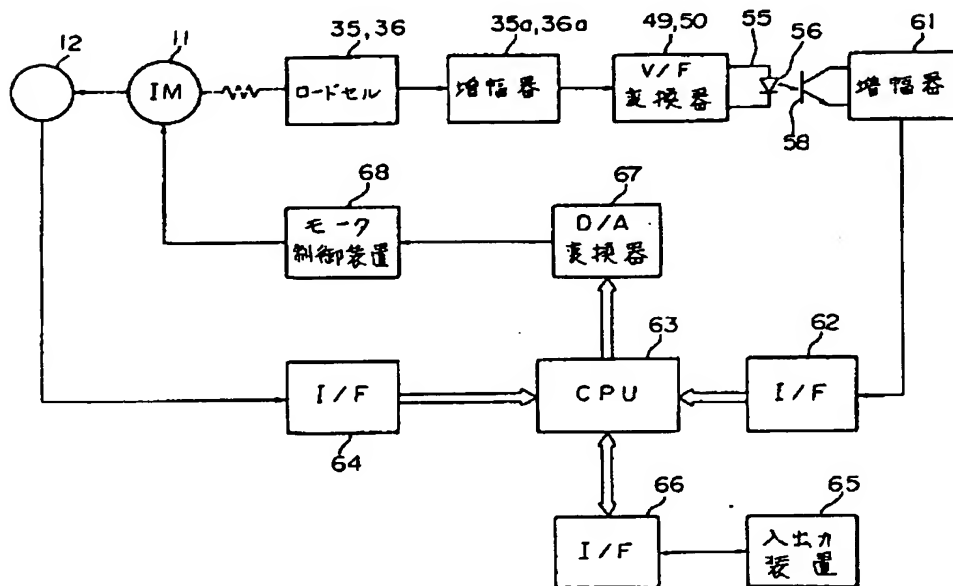 12
11
35, 36
35a, 36a
49, 50
55
56
61
IM
ロードセル
増幅器
V/F
変換器
増幅器
58
68
67
モータ
制御装置
D/A
変換器
63
62
I/F
CPU
I/F
64
66
65
I/F
入出力
装置